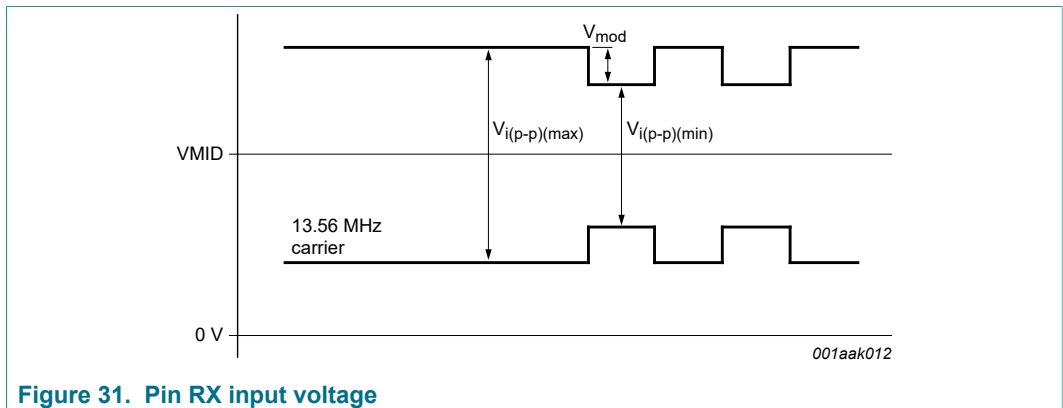 Vmod
Vi(p-p)(max)
Vi(p-p)(min)
VMID
13.56 MHz
carrier
0 V
001aak012
Figure 31. Pin RX input voltage